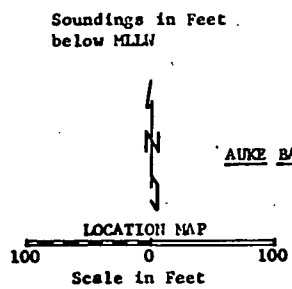 Soundings in Feet
below MLLW
N
AUKE BA
LOCATION MAP
100 0 100
Scale in Feet